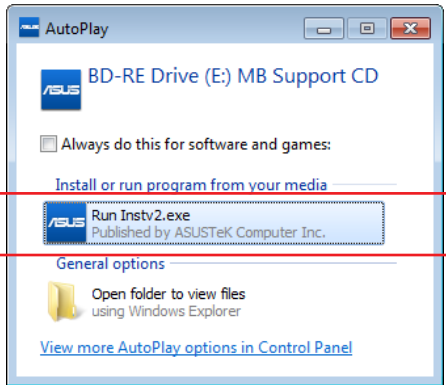 AutoPlay
BD-RE Drive (E:) MB Support CD
ASUS
Always do this for software and games:
Install or run program from your media
ASUS
Run Instv2.exe
Published by ASUSTeK Computer Inc.
General options
Open folder to view files
using Windows Explorer
View more AutoPlay options in Control Panel